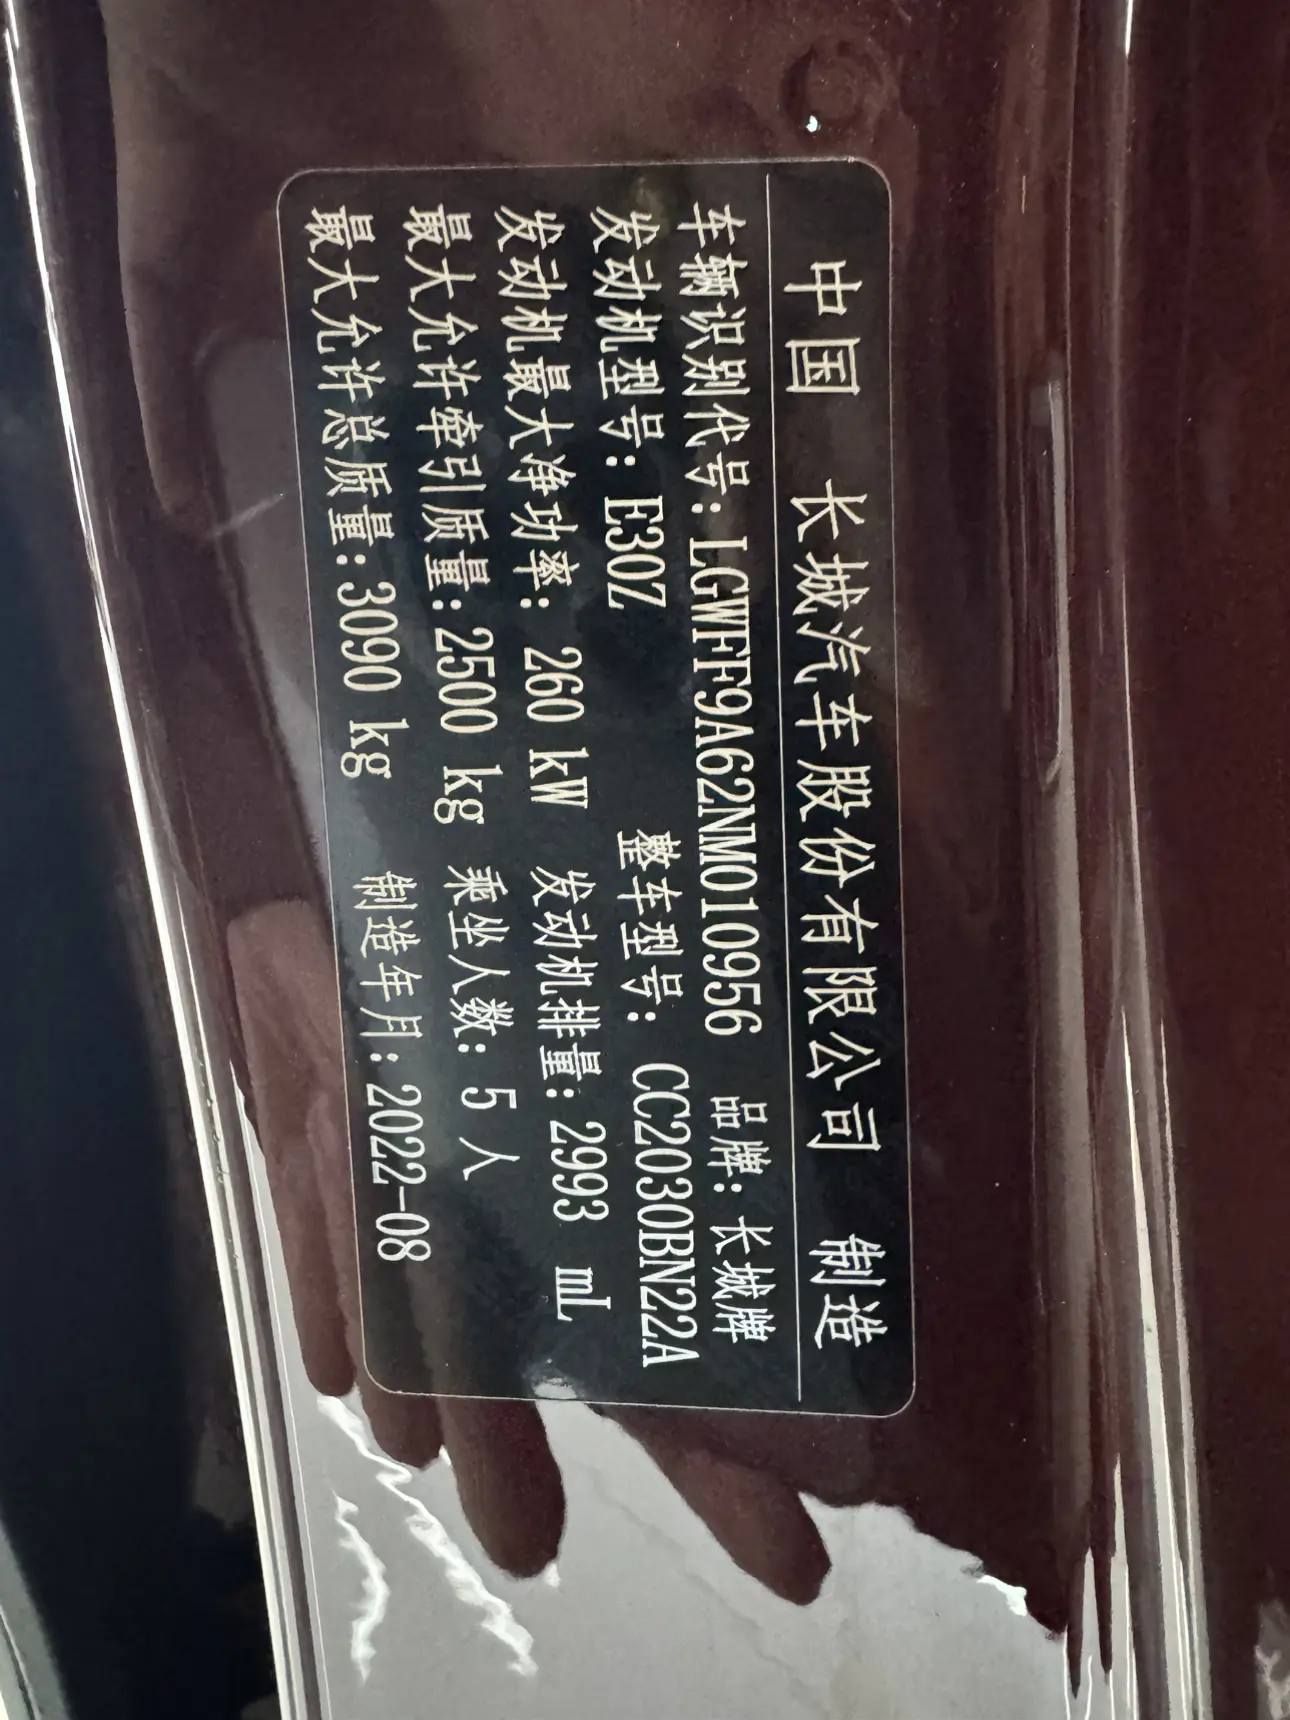 中国 长城汽车股份有限公司 制造
车辆识别代号：LGWFF9A62NM010956 品牌：长城牌
发动机型号：E30Z 整车型号：CC2030BN22A
发动机最大净功率：260 kW 发动机排量：2993 mL
最大允许牵引质量：2500 kg 乘坐人数：5 人
最大允许总质量：3090 kg 制造年月：2022-08